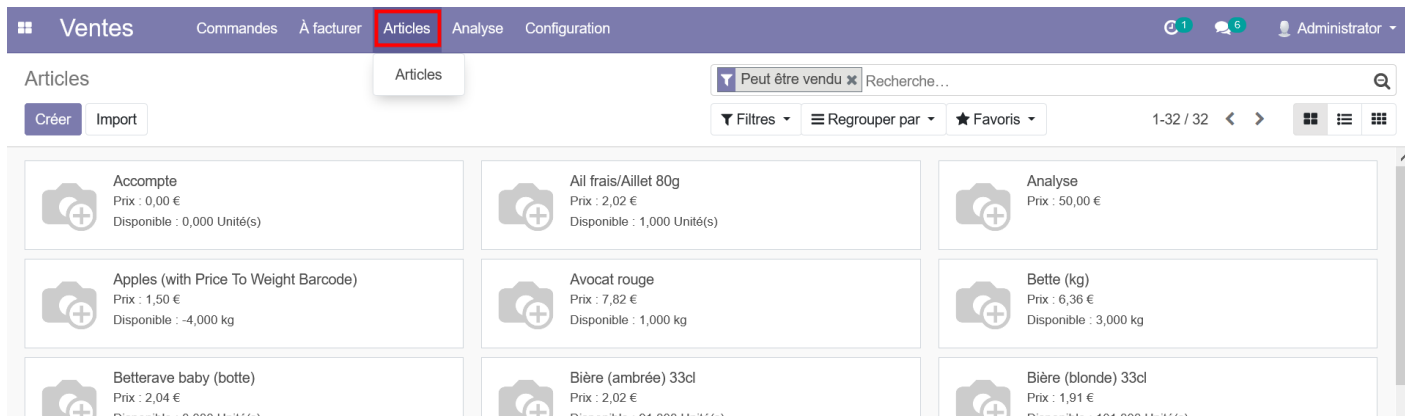 Ventes Commandes À facturer Articles Analyse Configuration 1 6 Administrator
Articles
Articles
Peut être vendu Recherche...
Créer Import
Filtres Regrouper par Favoris 1-32 / 32
Accompte
Prix : 0,00 €
Disponible : 0,000 Unité(s)
Ail frais/Aillet 80g
Prix : 2,02 €
Disponible : 1,000 Unité(s)
Analyse
Prix : 50,00 €
Apples (with Price To Weight Barcode)
Prix : 1,50 €
Disponible : -4,000 kg
Avocat rouge
Prix : 7,82 €
Disponible : 1,000 kg
Bette (kg)
Prix : 6,36 €
Disponible : 3,000 kg
Betterave baby (botte)
Prix : 2,04 €
Bière (ambrée) 33cl
Prix : 2,02 €
Bière (blonde) 33cl
Prix : 1,91 €